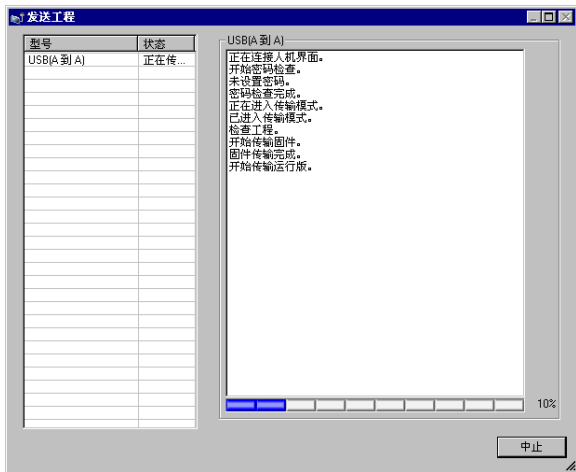 发送工程
型号 状态
USB(A 到 A) 正在传...
USB(A 到 A)
正在连接人机界面。
开始密码检查。
未设置密码。
密码检查完成。
正在进入传输模式。
已进入传输模式。
检查工程。
开始传输固件。
固件传输完成。
开始传输运行版。
10%
中止